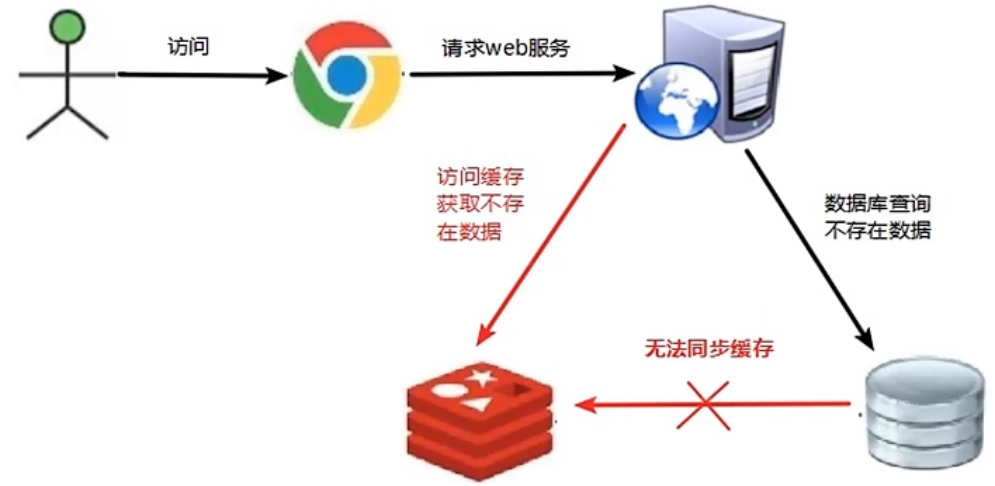 访问
请求web服务
访问缓存
获取不存
在数据
数据库查询
不存在数据
无法同步缓存